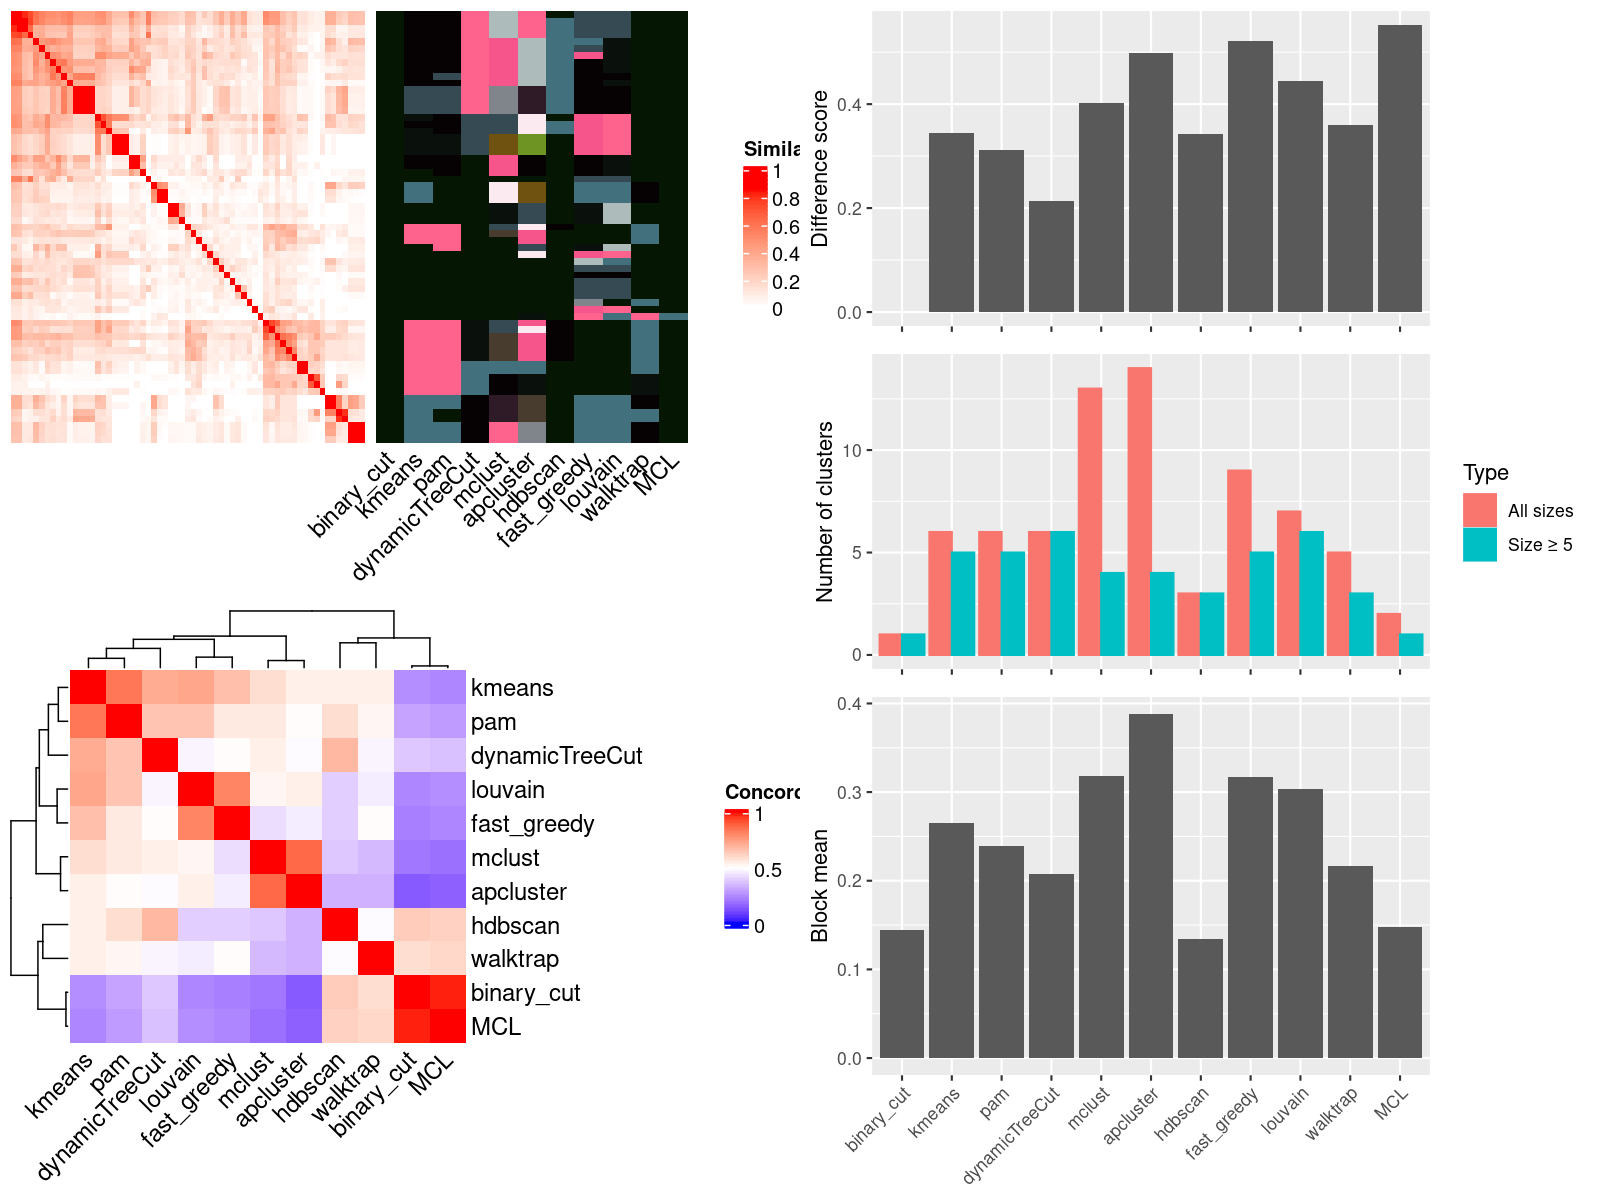 Simila
1
0.8
0.6
0.4
0.2
0
binary_cut
kmeans
pam
dynamicTreeCut
mclust
apcluster
hdbscan
fast_greedy
louvain
walktrap
MCL
Difference score
0.4
0.2
0.0
Number of clusters
10
5
0
Type
All sizes
Size ≥ 5
kmeans
pam
dynamicTreeCut
louvain
fast_greedy
mclust
apcluster
hdbscan
walktrap
binary_cut
MCL
kmeans
pam
dynamicTreeCut
louvain
fast_greedy
mclust
apcluster
hdbscan
walktrap
binary_cut
MCL
Concord
1
0.5
0
Block mean
0.4
0.3
0.2
0.1
0.0
binary_cut
kmeans
pam
dynamicTreeCut
mclust
apcluster
hdbscan
fast_greedy
louvain
walktrap
MCL